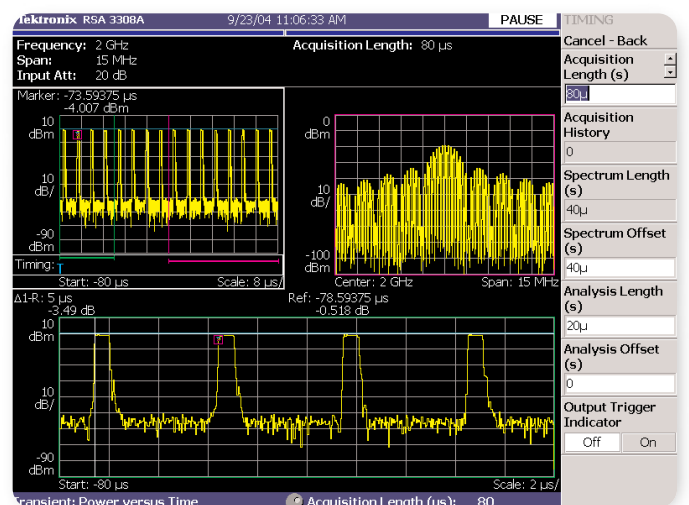 Tektronix RSA 3308A 9/23/04 11:06:33 AM PAUSE TIMING
Frequency: 2 GHz Acquisition Length: 80 µs
Span: 15 MHz
Input Att: 20 dB
Cancel - Back
Acquisition Length (s)
80µ
Acquisition History
0
Spectrum Length (s)
40µ
Spectrum Offset (s)
40µ
Analysis Length (s)
20µ
Analysis Offset (s)
0
Output Trigger Indicator
Off On
Marker: -73.59375 µs
-4.007 dBm
10
dBm
10
dB/
-90
dBm
Timing:
T
Start: -80 µs Scale: 8 µs/
0
dBm
10
dB/
-100
dBm
Center: 2 GHz Span: 15 MHz
Δ1-R: 5 µs Ref: -78.59375 µs
-3.49 dB -0.518 dB
10
dBm
10
dB/
-90
dBm
Start: -80 µs Scale: 2 µs/
Transient: Power versus Time Acquisition Length (µs): 80